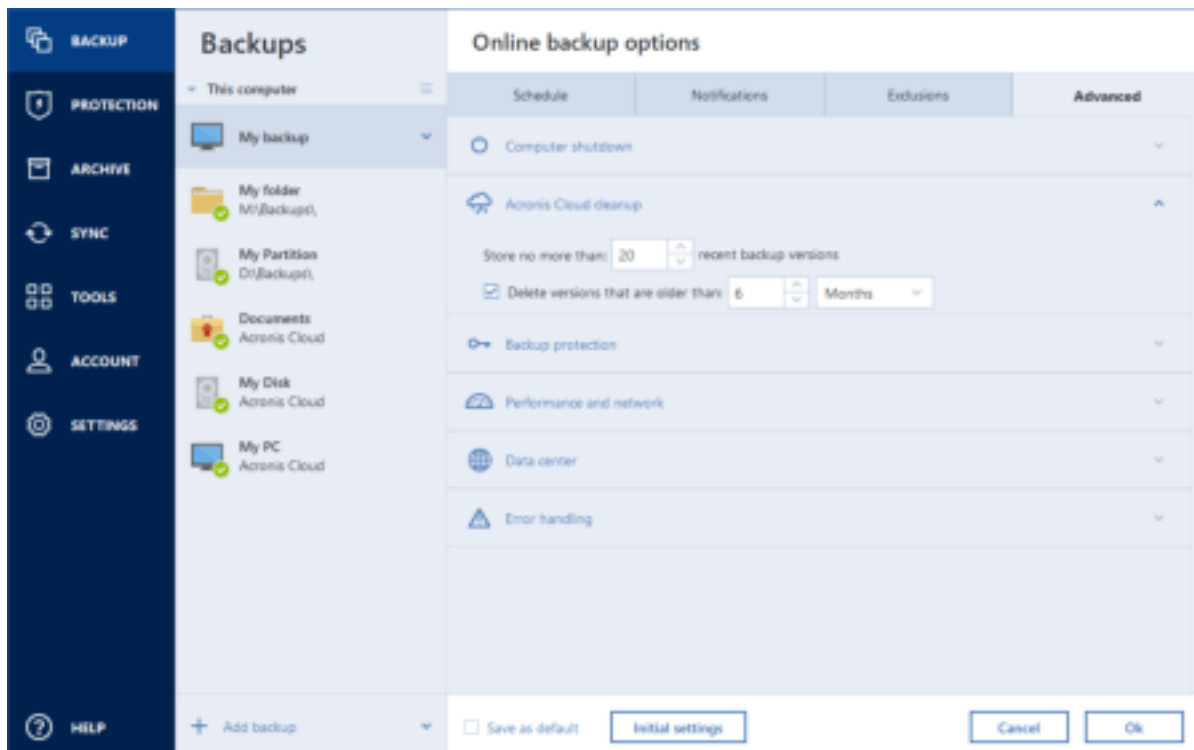 BACKUP
PROTECTION
ARCHIVE
SYNC
TOOLS
ACCOUNT
SETTINGS
HELP
Backups
This computer
My backup
My folder
M:\Backups\,
My Partition
D:\Backups\,
Documents
Acronis Cloud
My Disk
Acronis Cloud
My PC
Acronis Cloud
Add backup
Online backup options
Schedule Notifications Exclusions Advanced
Computer shutdown
Acronis Cloud cleanup
Store no more than: 20 recent backup versions
Delete versions that are older than: 6 Months
Backup protection
Performance and network
Data center
Error handling
Save as default Initial settings Cancel Ok